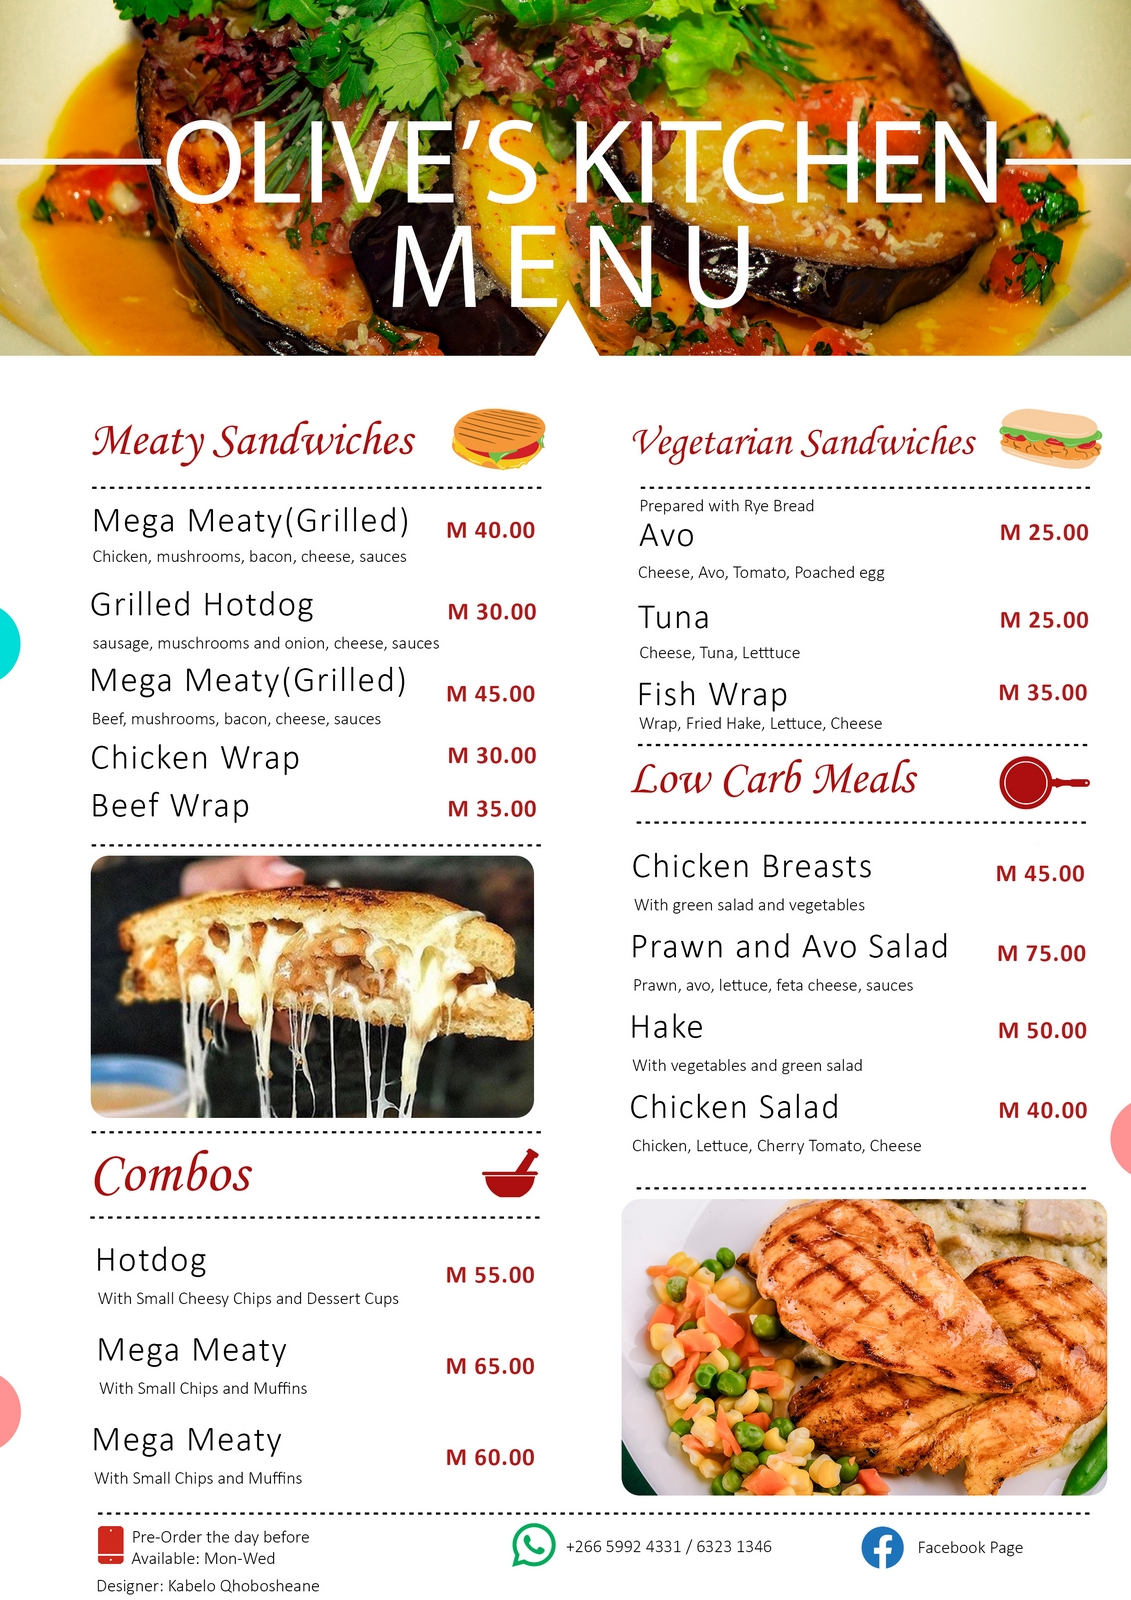 OLIVE'S KITCHEN
MENU
Meaty Sandwiches
Mega Meaty(Grilled) M 40.00
Chicken, mushrooms, bacon, cheese, sauces
Grilled Hotdog M 30.00
sausage, muschrooms and onion, cheese, sauces
Mega Meaty(Grilled) M 45.00
Beef, mushrooms, bacon, cheese, sauces
Chicken Wrap M 30.00
Beef Wrap M 35.00
Combos
Hotdog M 55.00
With Small Cheesy Chips and Dessert Cups
Mega Meaty M 65.00
With Small Chips and Muffins
Mega Meaty M 60.00
With Small Chips and Muffins
Vegetarian Sandwiches
Prepared with Rye Bread
Avo M 25.00
Cheese, Avo, Tomato, Poached egg
Tuna M 25.00
Cheese, Tuna, Letttuce
Fish Wrap M 35.00
Wrap, Fried Hake, Lettuce, Cheese
Low Carb Meals
Chicken Breasts M 45.00
With green salad and vegetables
Prawn and Avo Salad M 75.00
Prawn, avo, lettuce, feta cheese, sauces
Hake M 50.00
With vegetables and green salad
Chicken Salad M 40.00
Chicken, Lettuce, Cherry Tomato, Cheese
Pre-Order the day before
Available: Mon-Wed
Designer: Kabelo Qhobosheane
+266 5992 4331 / 6323 1346
Facebook Page